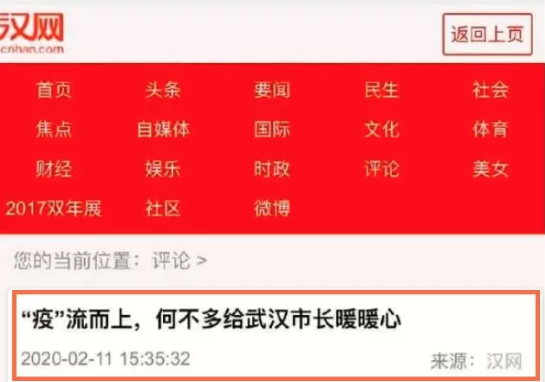 汉网
cnhan.com
返回上页
首页 头条 要闻 民生 社会
焦点 自媒体 国际 文化 体育
财经 娱乐 时政 评论 美女
2017双年展 社区 微博
您的当前位置：评论 >
“疫”流而上，何不多给武汉市长暖暖心
2020-02-11 15:35:32 来源：汉网